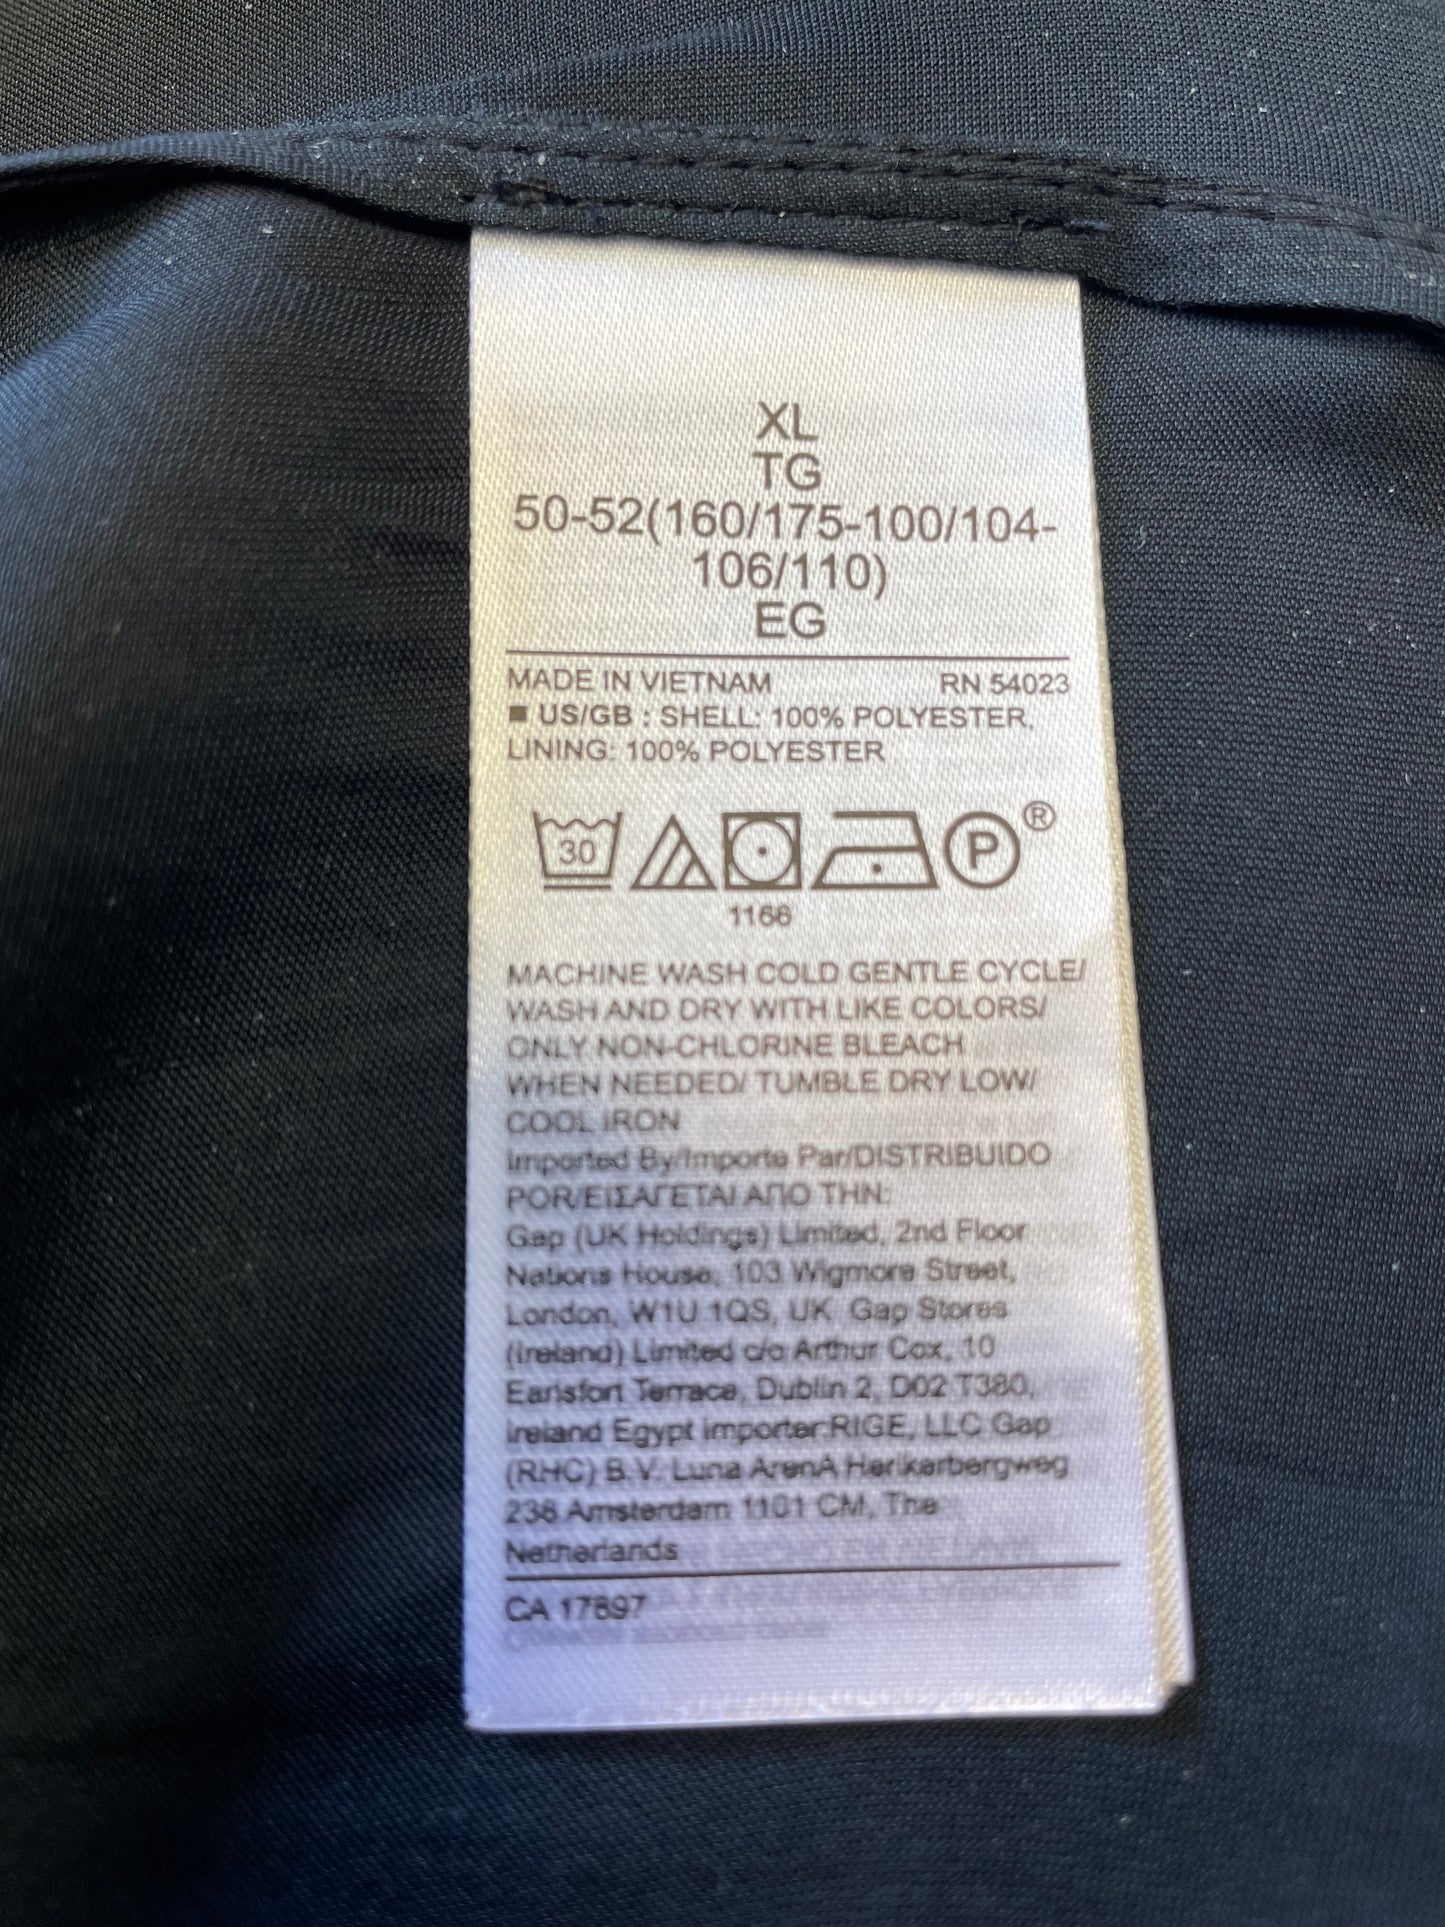 XL
TG
50-52(160/175-100/104-
106/110)
EG
MADE IN VIETNAM RN 54023
■ US/GB : SHELL: 100% POLYESTER,
LINING: 100% POLYESTER
30 P ®
1166
MACHINE WASH COLD GENTLE CYCLE/
WASH AND DRY WITH LIKE COLORS/
ONLY NON-CHLORINE BLEACH
WHEN NEEDED/ TUMBLE DRY LOW/
COOL IRON
Imported By/Importe Par/DISTRIBUIDO
POR/ΕΙΣΑΓΕΤΑΙ ΑΠΟ ΤΗΝ:
Gap (UK Holdings) Limited, 2nd Floor
Nations House, 103 Wigmore Street,
London, W1U 1QS, UK Gap Stores
(Ireland) Limited c/o Arthur Cox, 10
Earlsfort Terrace, Dublin 2, D02 T380,
Ireland Egypt importer:RIGE, LLC Gap
(RHC) B.V. Luna ArenA Herikerbergweg
238 Amsterdam 1101 CM, The
Netherlands
CA 17897